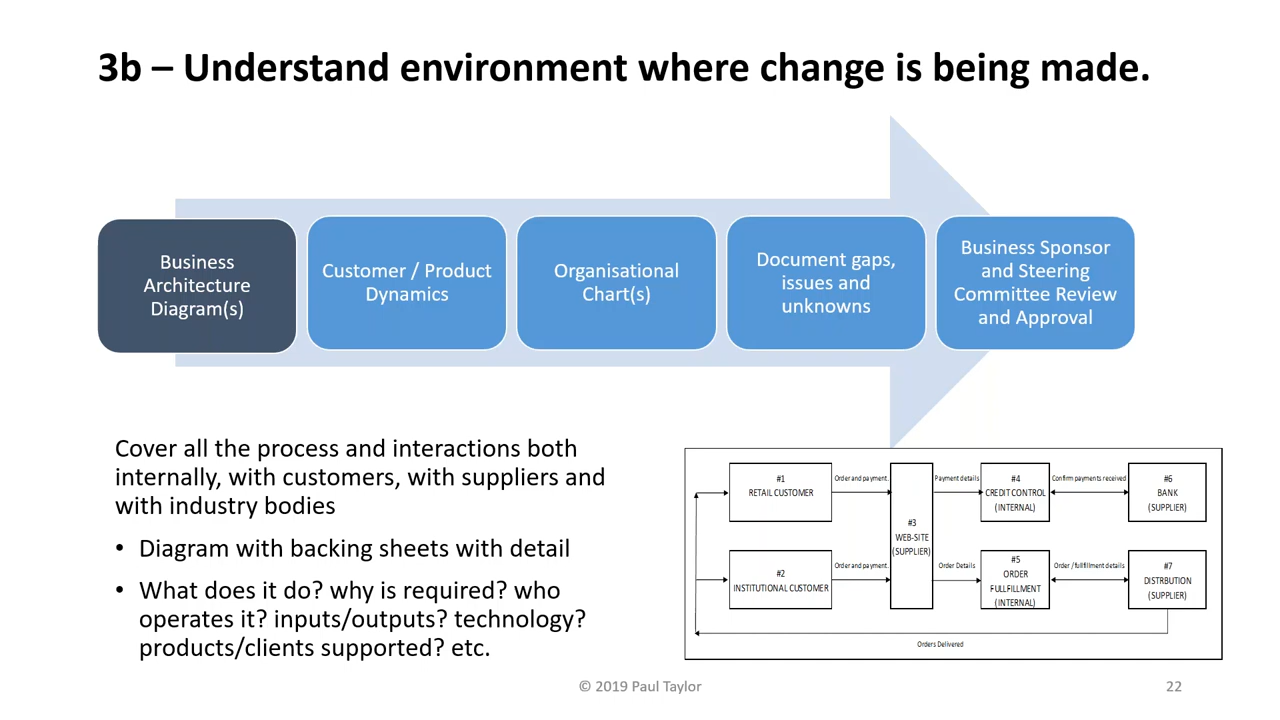 3b – Understand environment where change is being made.
Business
Architecture
Diagram(s)
Customer / Product
Dynamics
Organisational
Chart(s)
Document gaps,
issues and
unknowns
Business Sponsor
and Steering
Committee Review
and Approval
Cover all the process and interactions both
internally, with customers, with suppliers and
with industry bodies
• Diagram with backing sheets with detail
• What does it do? why is required? who
operates it? inputs/outputs? technology?
products/clients supported? etc.
#1
RETAIL CUSTOMER
Order and payment.
#2
INSTITUTIONAL CUSTOMER
Order and payment.
#3
WEB-SITE
(SUPPLIER)
Payment details
Order Details
#4
CREDIT CONTROL
(INTERNAL)
Confirm payments received
#5
ORDER
FULLFILLMENT
(INTERNAL)
Order / fullfillment details
#6
BANK
(SUPPLIER)
#7
DISTRBUTION
(SUPPLIER)
Orders Delivered
© 2019 Paul Taylor
22